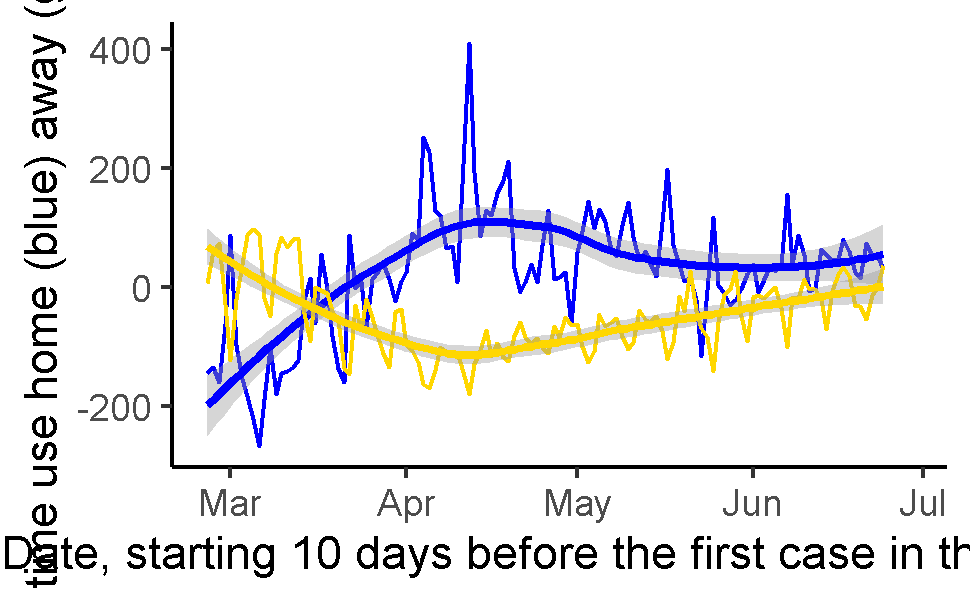 time use home (blue) away (
400
200
0
-200
Mar Apr May Jun Jul
Date, starting 10 days before the first case in th